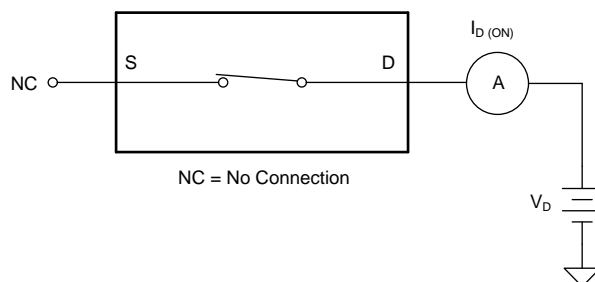 I_D (ON)
S
D
NC
A
NC = No Connection
V_D